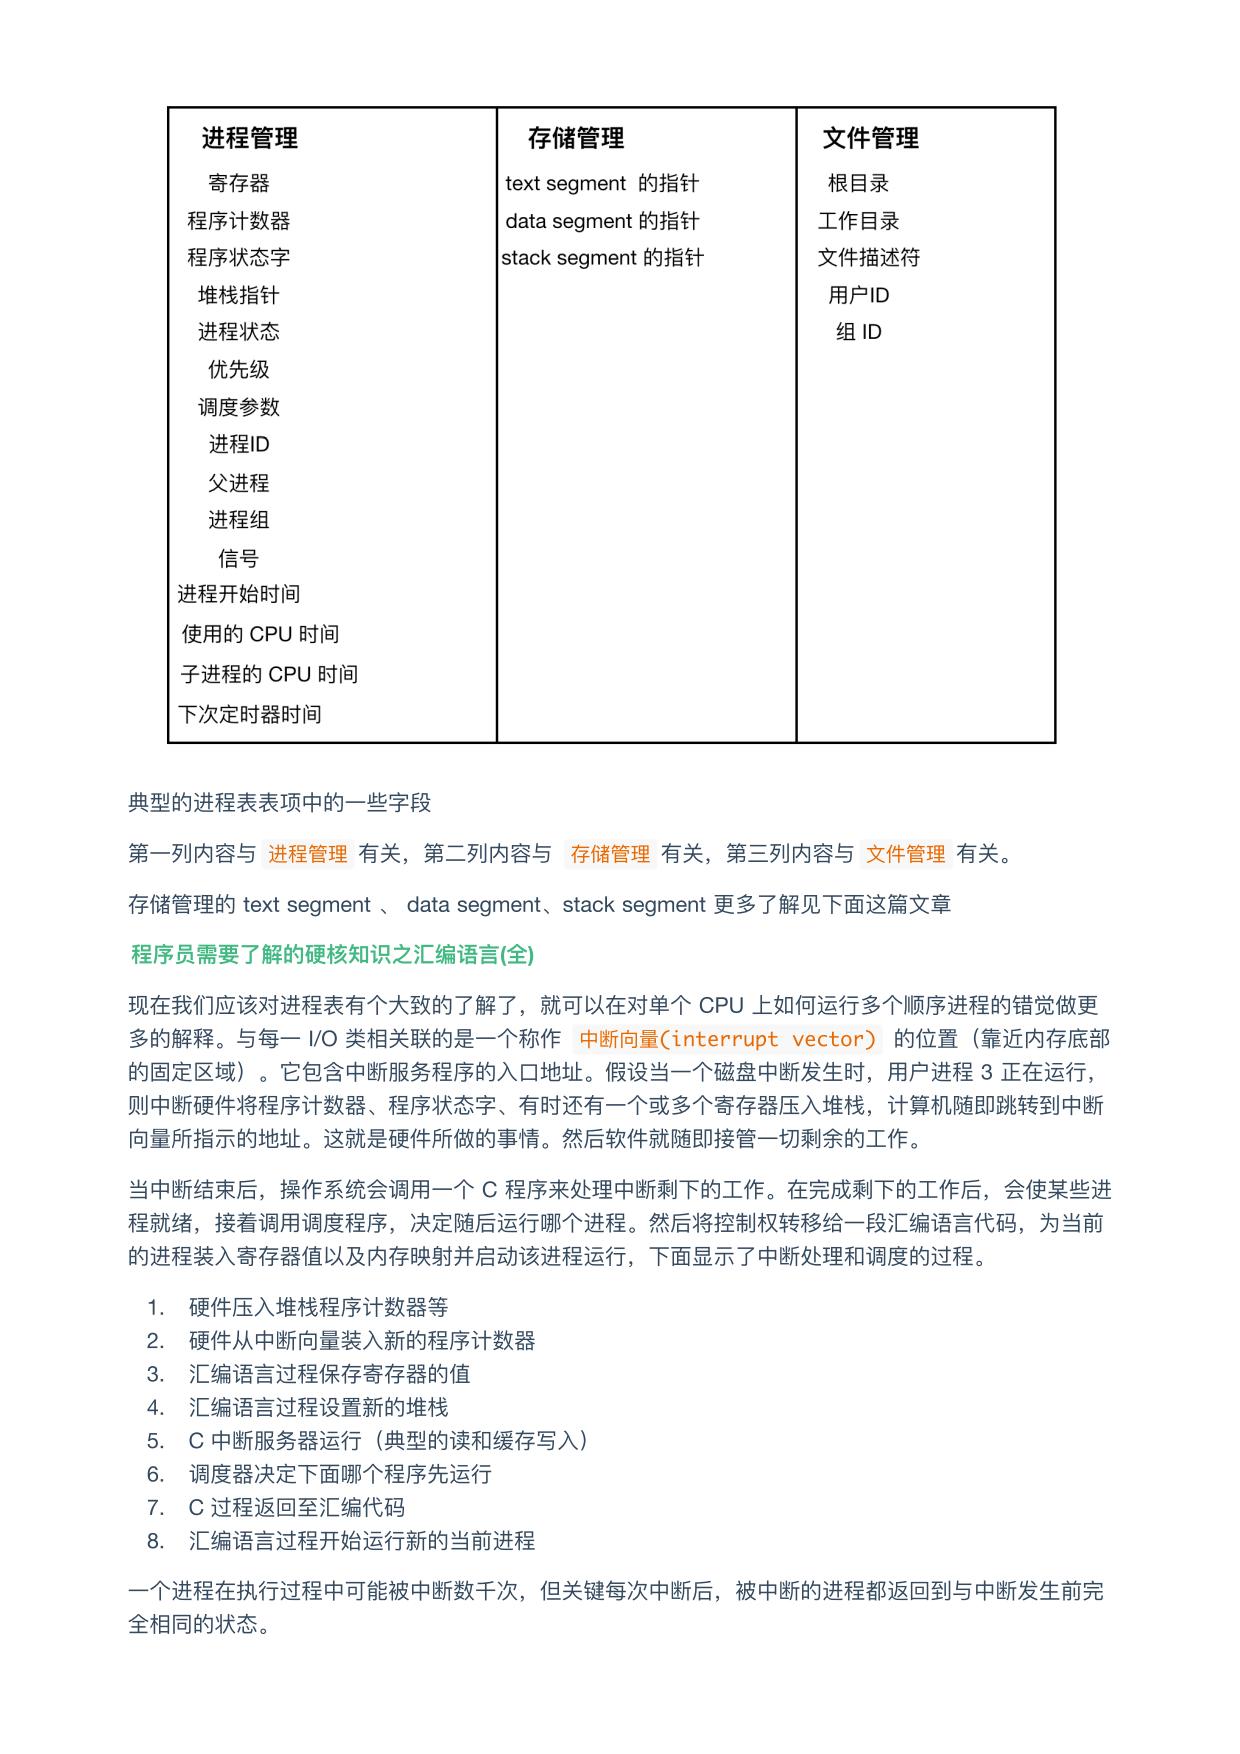 进程管理 存储管理 文件管理
寄存器 text segment 的指针 根目录
程序计数器 data segment 的指针 工作目录
程序状态字 stack segment 的指针 文件描述符
堆栈指针 用户ID
进程状态 组 ID
优先级
调度参数
进程ID
父进程
进程组
信号
进程开始时间
使用的 CPU 时间
子进程的 CPU 时间
下次定时器时间
典型的进程表表项中的一些字段
第一列内容与 进程管理 有关，第二列内容与 存储管理 有关，第三列内容与 文件管理 有关。
存储管理的 text segment 、 data segment、stack segment 更多了解见下面这篇文章
程序员需要了解的硬核知识之汇编语言(全)
现在我们应该对进程表有个大致的了解了，就可以在对单个 CPU 上如何运行多个顺序进程的错觉做更
多的解释。与每一 I/O 类相关联的是一个称作 中断向量(interrupt vector) 的位置（靠近内存底部
的固定区域）。它包含中断服务程序的入口地址。假设当一个磁盘中断发生时，用户进程 3 正在运行，
则中断硬件将程序计数器、程序状态字、有时还有一个或多个寄存器压入堆栈，计算机随即跳转到中断
向量所指示的地址。这就是硬件所做的事情。然后软件就随即接管一切剩余的工作。
当中断结束后，操作系统会调用一个 C 程序来处理中断剩下的工作。在完成剩下的工作后，会使某些进
程就绪，接着调用调度程序，决定随后运行哪个进程。然后将控制权转移给一段汇编语言代码，为当前
的进程装入寄存器值以及内存映射并启动该进程运行，下面显示了中断处理和调度的过程。
1. 硬件压入堆栈程序计数器等
2. 硬件从中断向量装入新的程序计数器
3. 汇编语言过程保存寄存器的值
4. 汇编语言过程设置新的堆栈
5. C 中断服务器运行（典型的读和缓存写入）
6. 调度器决定下面哪个程序先运行
7. C 过程返回至汇编代码
8. 汇编语言过程开始运行新的当前进程
一个进程在执行过程中可能被中断数千次，但关键每次中断后，被中断的进程都返回到与中断发生前完
全相同的状态。